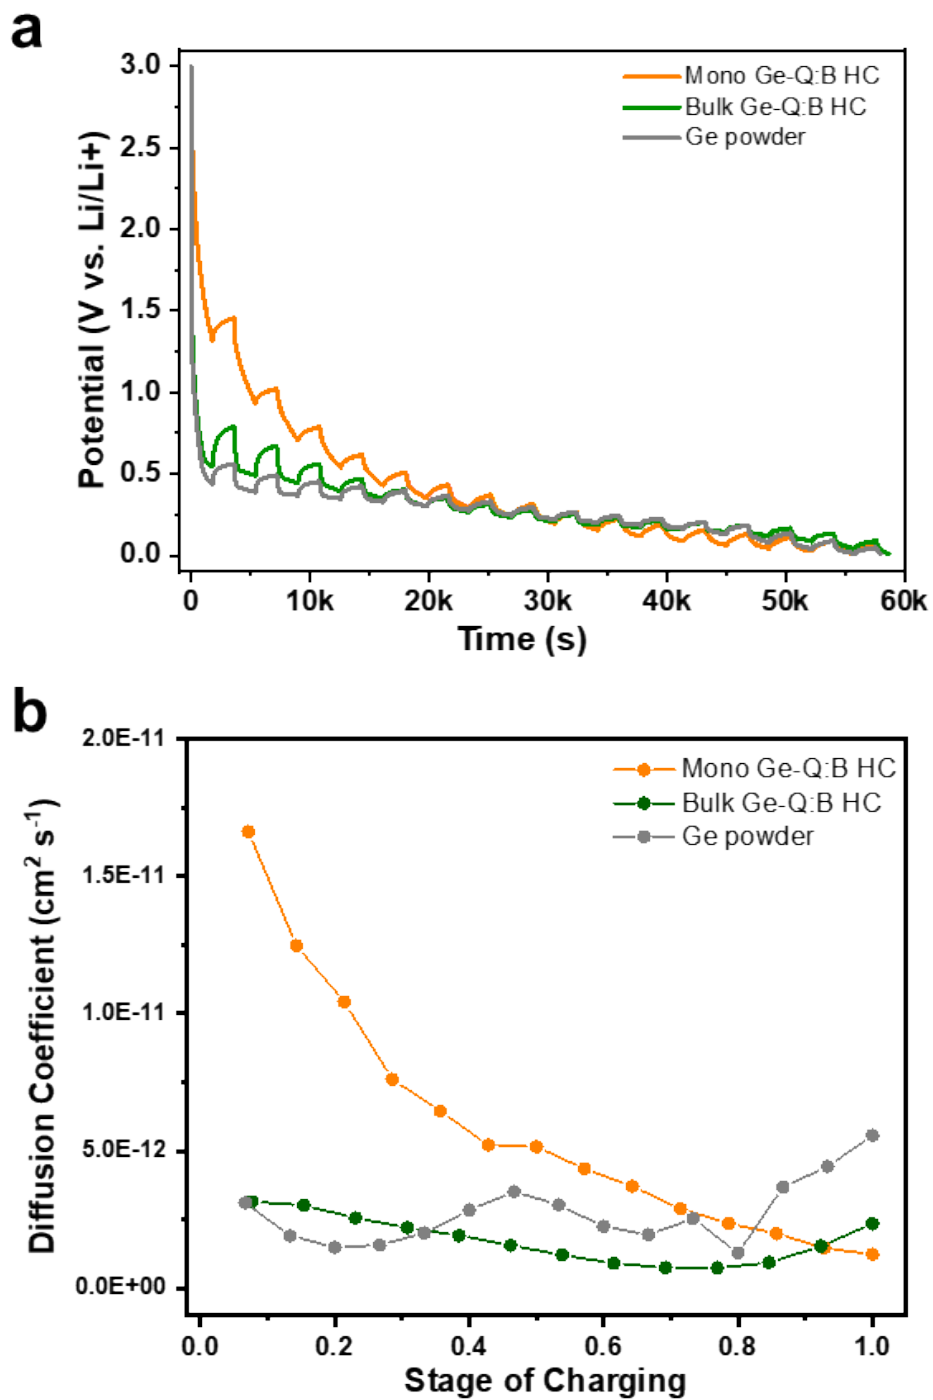 a
Potential (V vs. Li/Li+)
3.0
2.5
2.0
1.5
1.0
0.5
0.0
Mono Ge-Q:B HC
Bulk Ge-Q:B HC
Ge powder
0 10k 20k 30k 40k 50k 60k
Time (s)
b
Diffusion Coefficient (cm² s⁻¹)
2.0E-11
1.5E-11
1.0E-11
5.0E-12
0.0E+00
Mono Ge-Q:B HC
Bulk Ge-Q:B HC
Ge powder
0.0 0.2 0.4 0.6 0.8 1.0
Stage of Charging